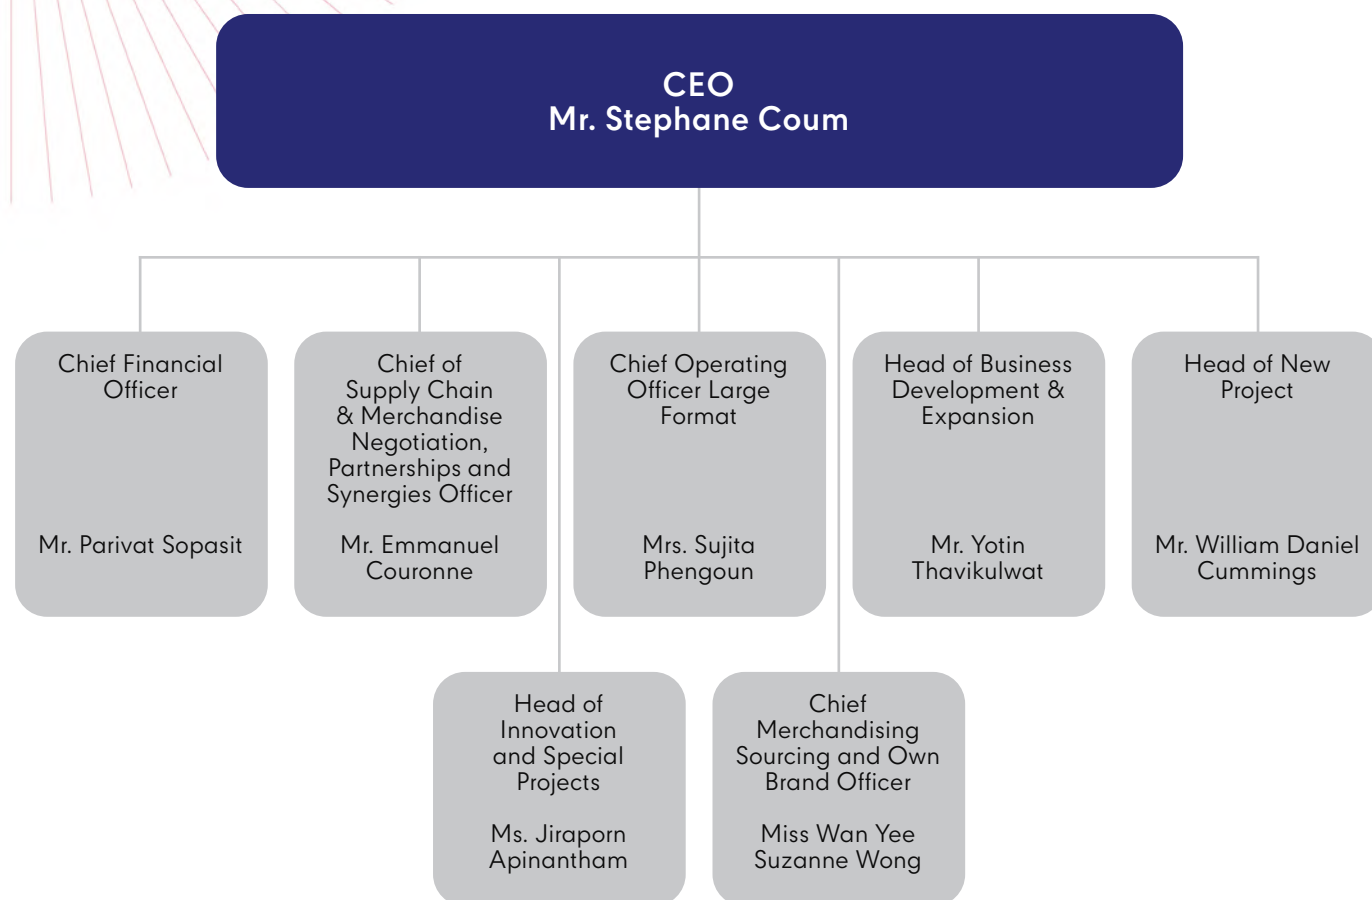 CEO
Mr. Stephane Coum
Chief Financial
Officer
Mr. Parivat Sopasit
Chief of
Supply Chain
& Merchandise
Negotiation,
Partnerships and
Synergies Officer
Mr. Emmanuel
Couronne
Chief Operating
Officer Large
Format
Mrs. Sujita
Phengoun
Head of Business
Development &
Expansion
Mr. Yotin
Thavikulwat
Head of New
Project
Mr. William Daniel
Cummings
Head of
Innovation
and Special
Projects
Ms. Jiraporn
Apinantham
Chief
Merchandising
Sourcing and Own
Brand Officer
Miss Wan Yee
Suzanne Wong